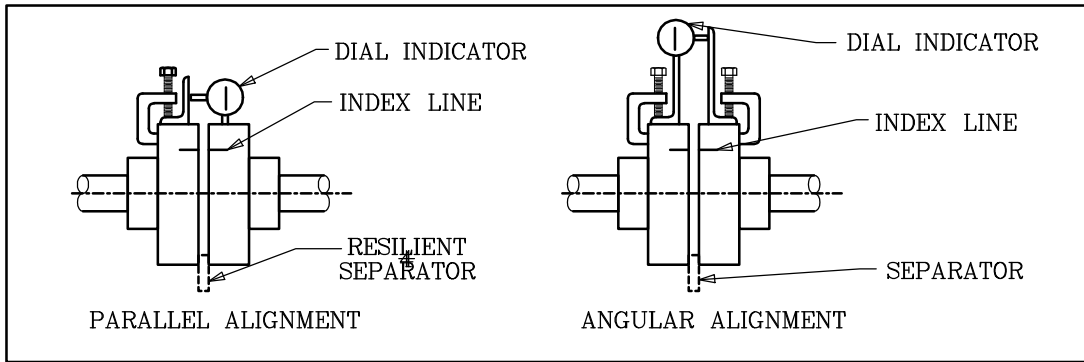 DIAL INDICATOR
INDEX LINE
RESILIENT
SEPARATOR
PARALLEL ALIGNMENT
DIAL INDICATOR
INDEX LINE
SEPARATOR
ANGULAR ALIGNMENT